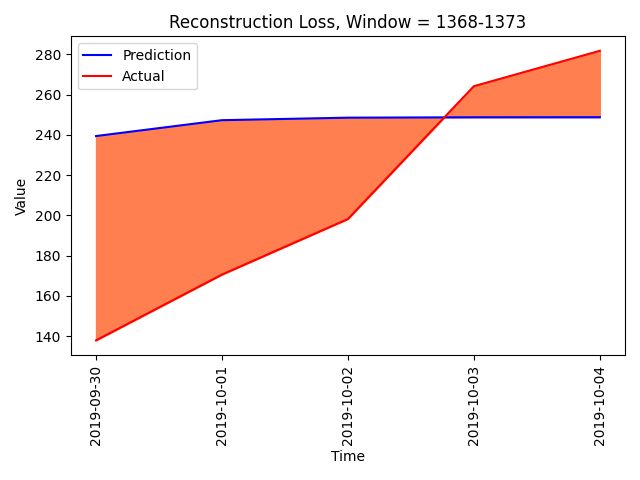 Reconstruction Loss, Window = 1368-1373
Prediction
Actual
Value
280
260
240
220
200
180
160
140
2019-09-30
2019-10-01
2019-10-02
2019-10-03
2019-10-04
Time